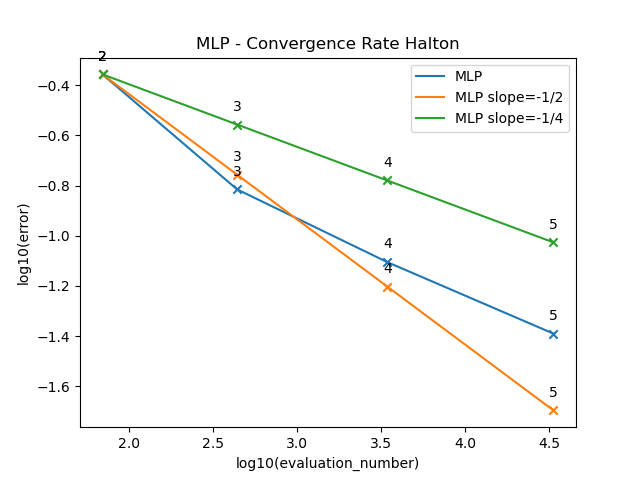 MLP - Convergence Rate Halton
MLP
MLP slope=-1/2
MLP slope=-1/4
log10(error)
−0.4
−0.6
−0.8
−1.0
−1.2
−1.4
−1.6
2
3
3
3
4
4
4
5
5
5
2.0 2.5 3.0 3.5 4.0 4.5
log10(evaluation_number)